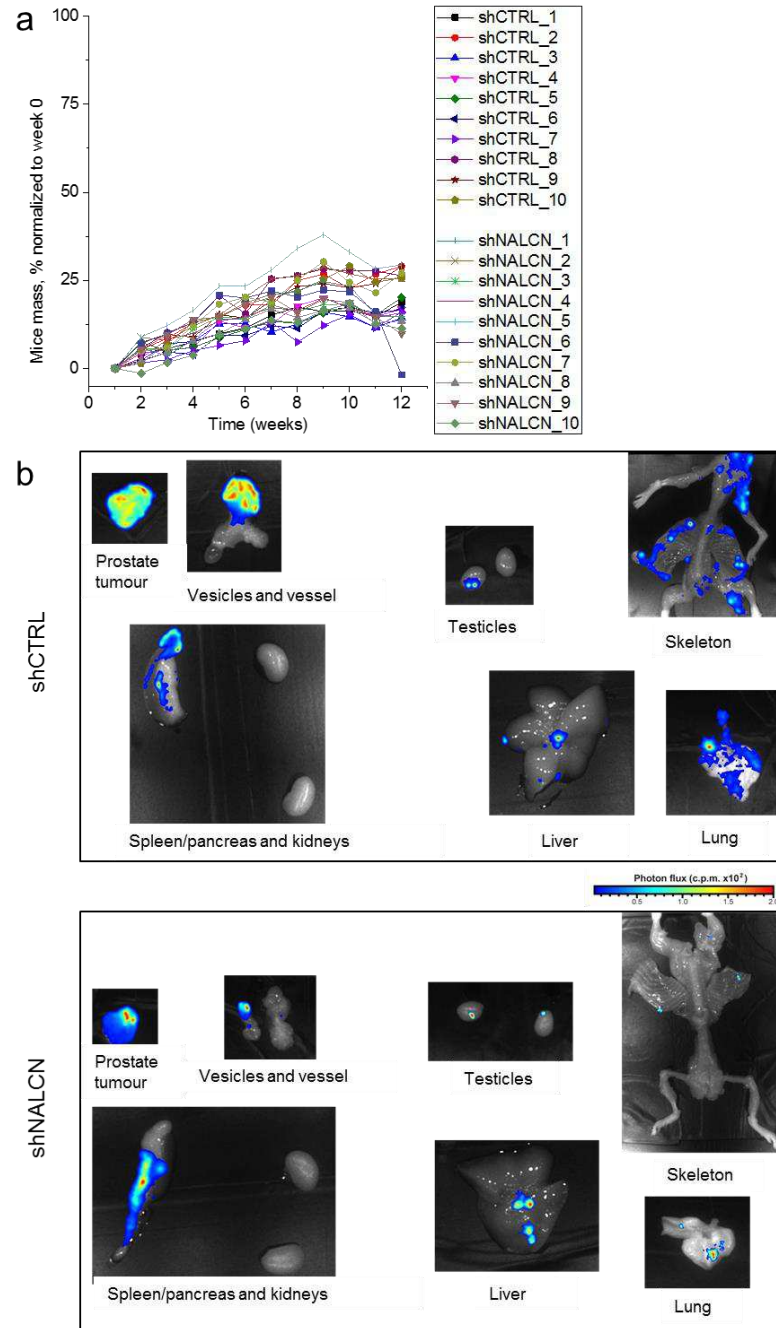 a
100
75
50
25
0
Mice mass, % normalized to week 0
0 2 4 6 8 10 12
Time (weeks)
shCTRL_1
shCTRL_2
shCTRL_3
shCTRL_4
shCTRL_5
shCTRL_6
shCTRL_7
shCTRL_8
shCTRL_9
shCTRL_10
shNALCN_1
shNALCN_2
shNALCN_3
shNALCN_4
shNALCN_5
shNALCN_6
shNALCN_7
shNALCN_8
shNALCN_9
shNALCN_10
b
shCTRL
Prostate
tumour
Vesicles and vessel
Testicles
Skeleton
Spleen/pancreas and kidneys
Liver
Lung
Photon flux (c.p.m. x10²)
0.5 1.0 1.5 2.0
shNALCN
Prostate
tumour
Vesicles and vessel
Testicles
Skeleton
Spleen/pancreas and kidneys
Liver
Lung